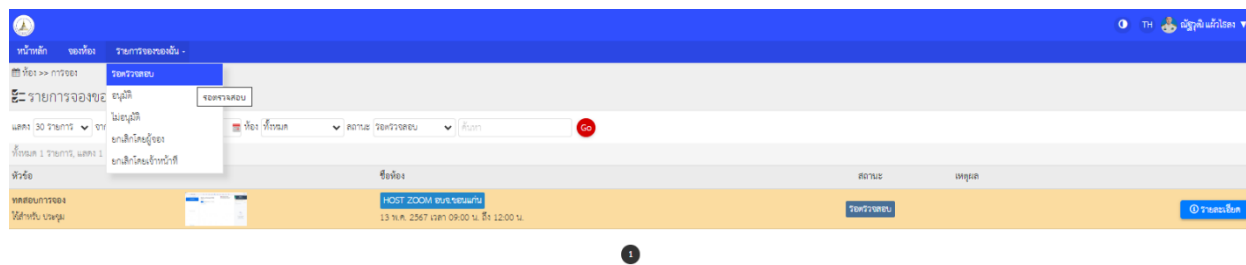 TH ณัฐวุฒิ แก้วไธสง ▼
หน้าหลัก จองห้อง รายการจองของฉัน
ห้อง >> การจอง
รอตรวจสอบ
รายการจองขอ
อนุมัติ
รอตรวจสอบ
ไม่อนุมัติ
แสดง 30 รายการ จาก ห้อง ทั้งหมด สถานะ รอตรวจสอบ ค้นหา Go
ยกเลิกโดยผู้จอง
ทั้งหมด 1 รายการ, แสดง 1
ยกเลิกโดยเจ้าหน้าที่
หัวข้อ ชื่อห้อง สถานะ เหตุผล
ทดสอบการจอง HOST ZOOM อบจ.ขอนแก่น
ใช้สำหรับ ประชุม 13 พ.ค. 2567 เวลา 09:00 น. ถึง 12:00 น. รอตรวจสอบ รายละเอียด
1